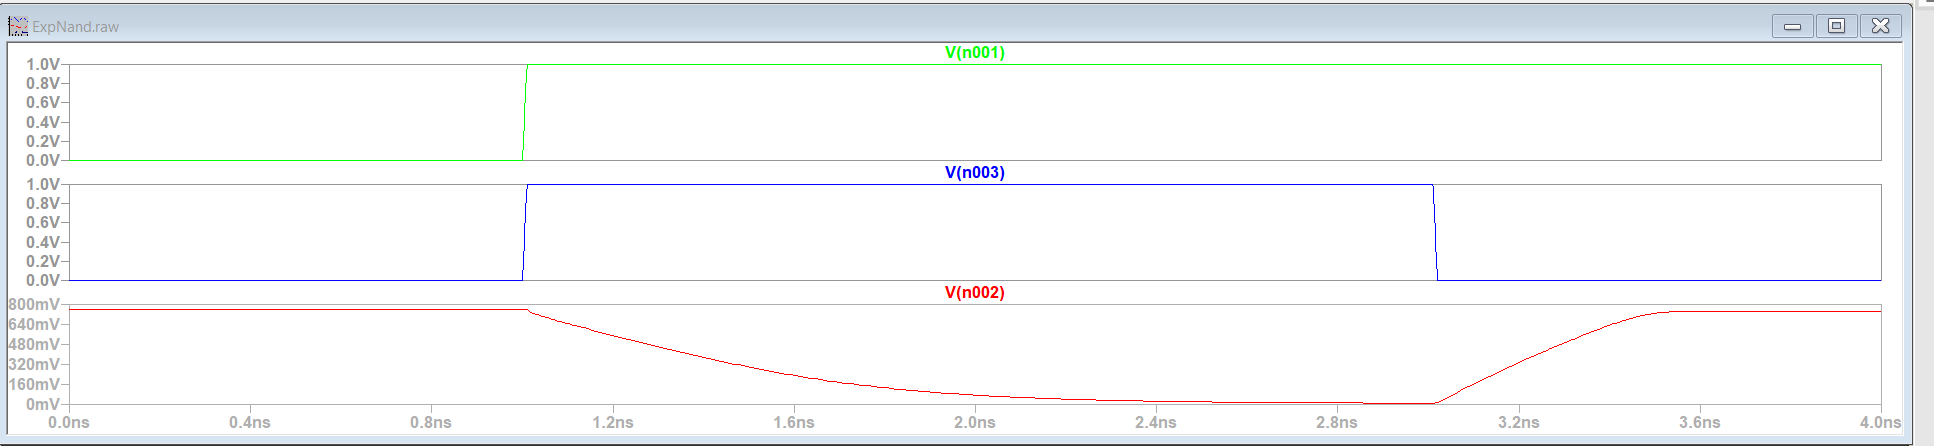 ExpNand.raw
V(n001)
1.0V
0.8V
0.6V
0.4V
0.2V
0.0V
V(n003)
1.0V
0.8V
0.6V
0.4V
0.2V
0.0V
V(n002)
800mV
640mV
480mV
320mV
160mV
0mV
0.0ns 0.4ns 0.8ns 1.2ns 1.6ns 2.0ns 2.4ns 2.8ns 3.2ns 3.6ns 4.0ns